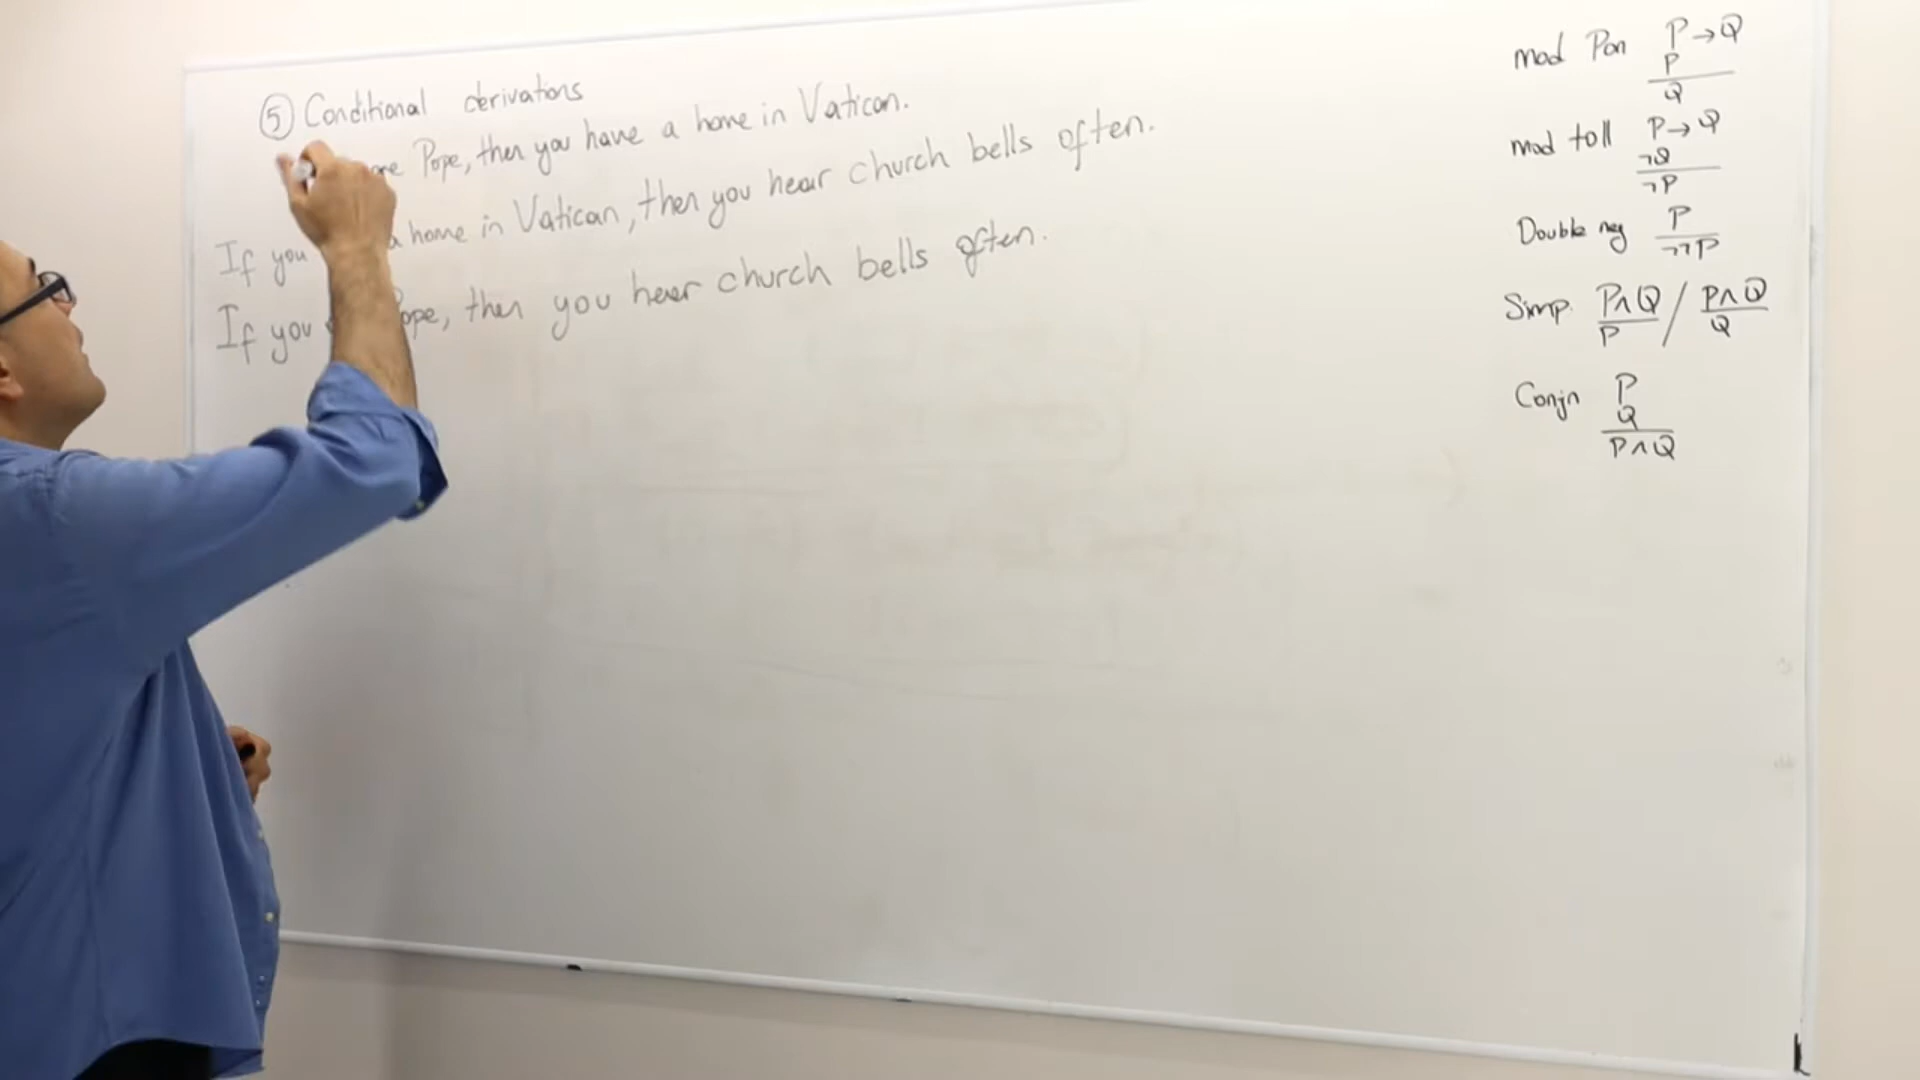 ⑤ Conditional derivations
Pope, then you have a home in Vatican.
If you a home in Vatican, then you hear church bells often.
If you ope, then you hear church bells often.
mod Pon P→Q
P
Q
mod toll P→Q
¬Q
¬P
Double neg P
¬¬P
Simp. P∧Q / P∧Q
P Q
Conjn P
Q
P∧Q